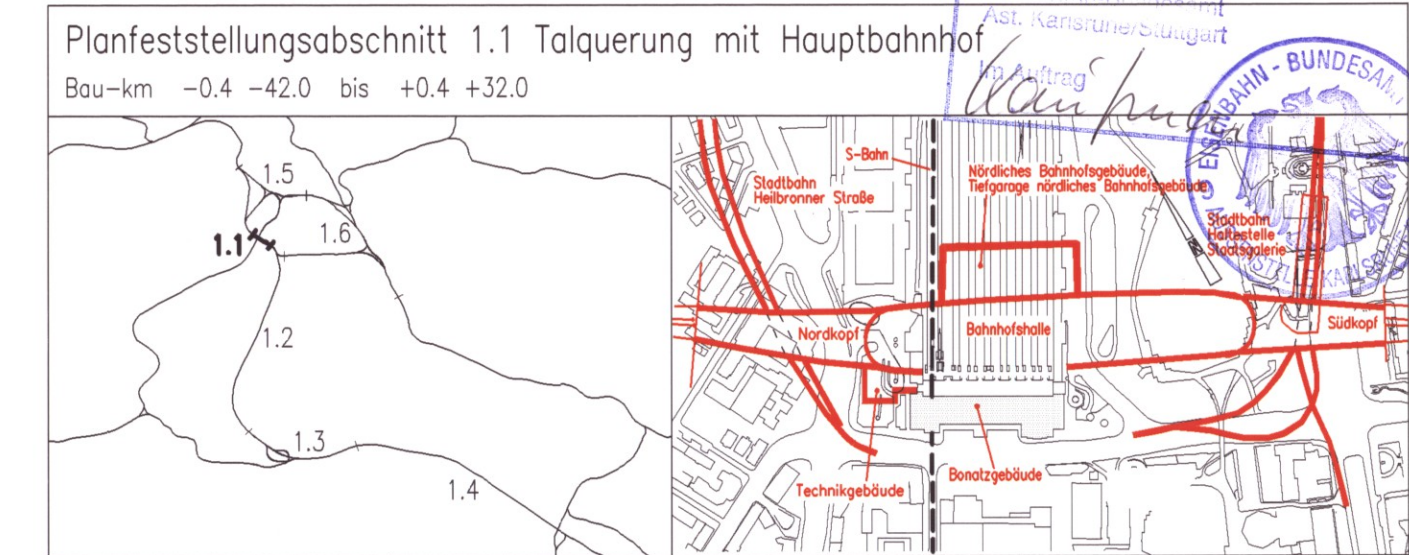 Planfeststellungsabschnitt 1.1 Talquerung mit Hauptbahnhof
Bau-km -0.4 -42.0 bis +0.4 +32.0
Ast. Karlsruhe/Stuttgart
Im Auftrag
EISENBAHN - BUNDESAMT
1.5
1.1
1.6
1.2
1.3
1.4
S-Bahn
Stadtbahn
Heilbronner Straße
Nördliches Bahnhofsgebäude,
Tiefgarage nördliches Bahnhofsgebäude
Stadtbahn
Haltestelle
Staatsgalerie
Nordkopf
Bahnhofshalle
Südkopf
Technikgebäude
Bonatzgebäude